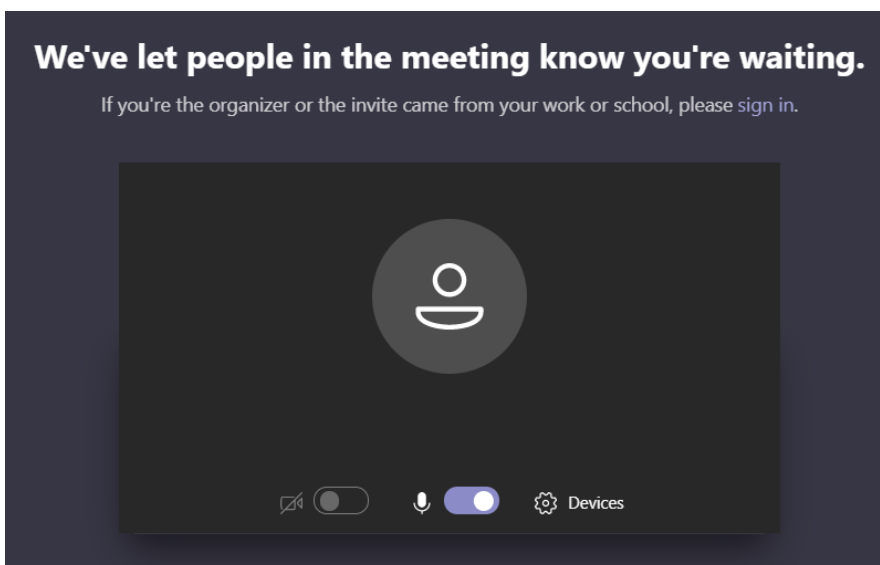 We've let people in the meeting know you're waiting.
If you're the organizer or the invite came from your work or school, please sign in.
Devices